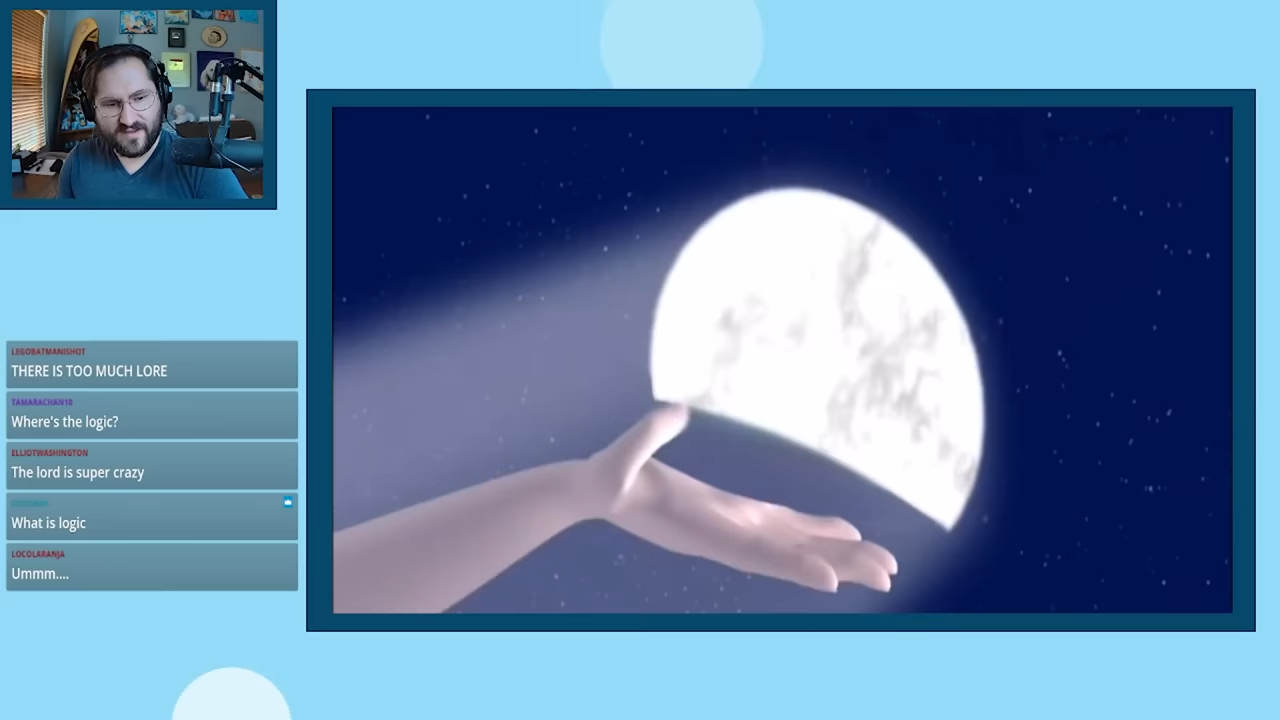 LEGOBATMANISHOT
THERE IS TOO MUCH LORE
TAMARACHAN10
Where's the logic?
ELLIOTWASHINGTON
The lord is super crazy
What is logic
LOCOLARANJA
Ummm....